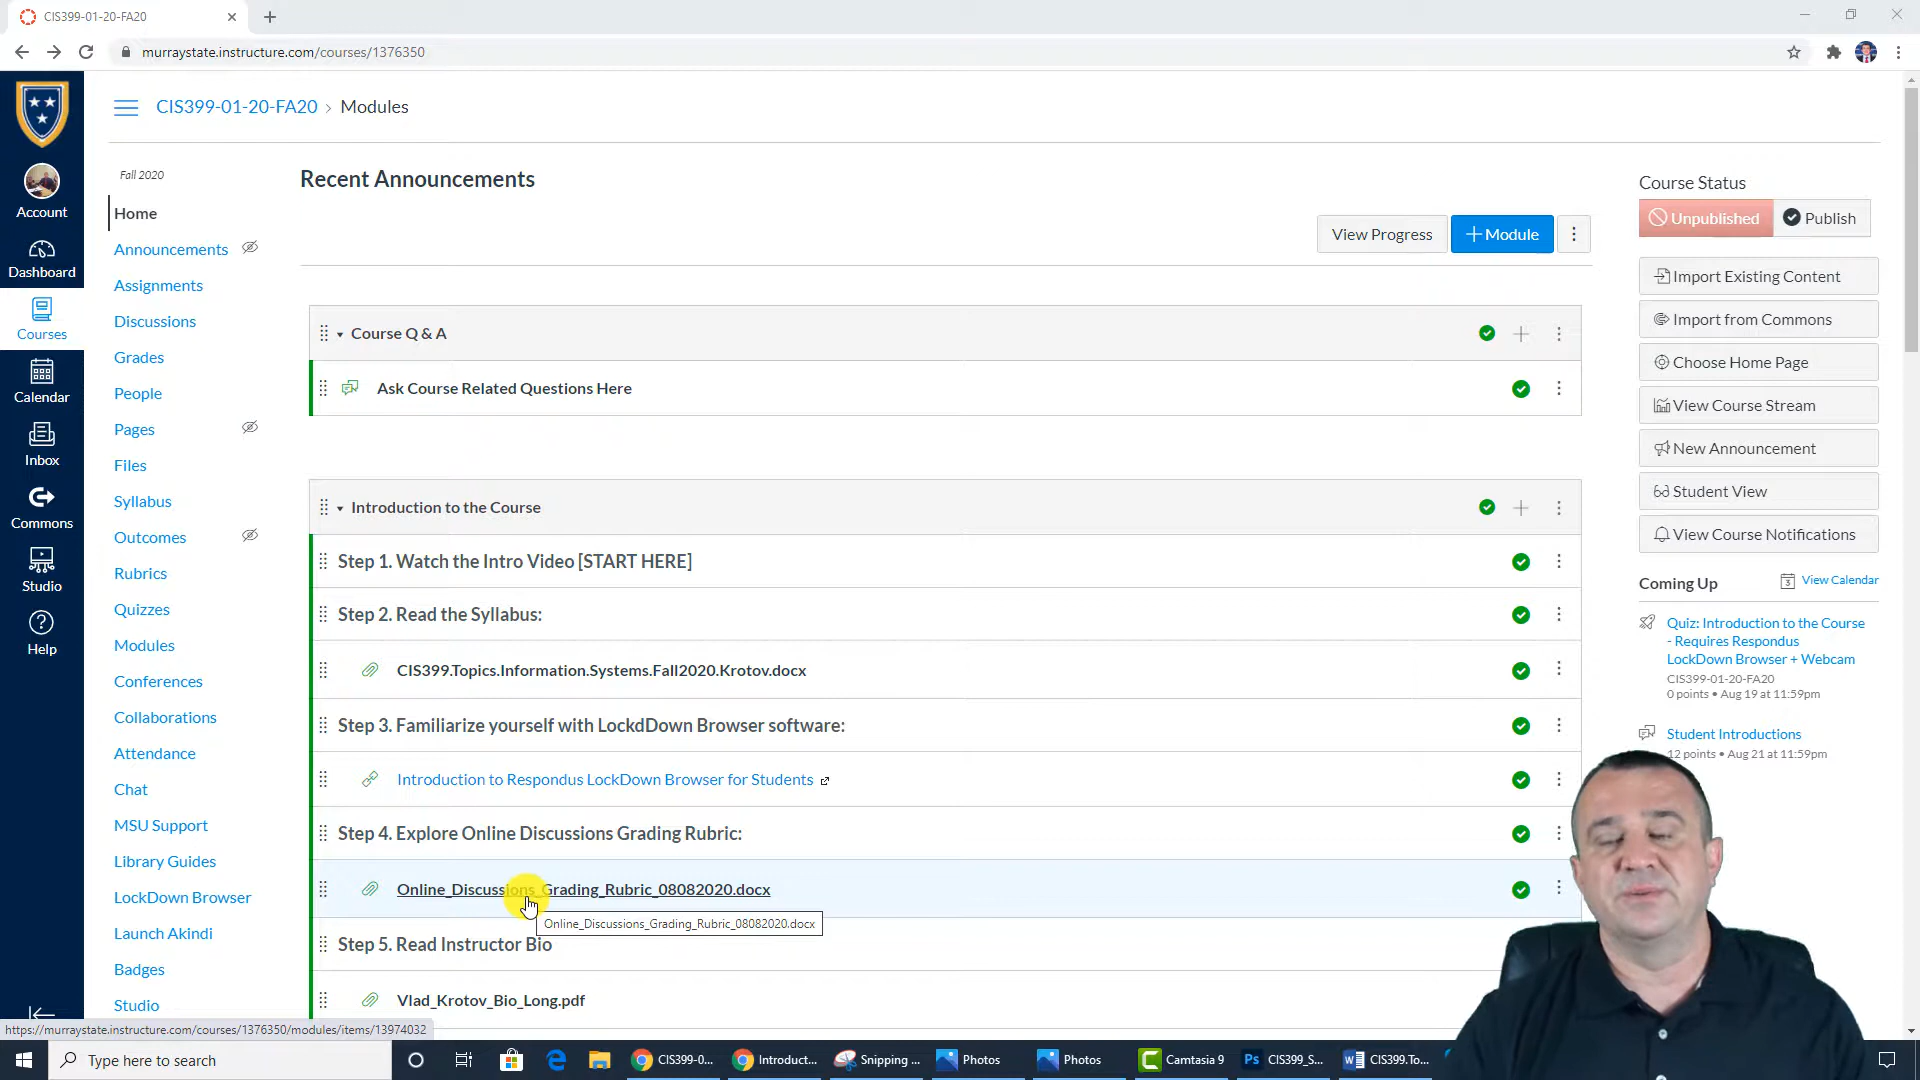 CIS399-01-20-FA20
murraystate.instructure.com/courses/1376350
CIS399-01-20-FA20 › Modules
Account
Dashboard
Courses
Calendar
Inbox
Commons
Studio
Help
Fall 2020
Home
Announcements
Assignments
Discussions
Grades
People
Pages
Files
Syllabus
Outcomes
Rubrics
Quizzes
Modules
Conferences
Collaborations
Attendance
Chat
MSU Support
Library Guides
LockDown Browser
Launch Akindi
Badges
Studio
Recent Announcements
View Progress
+ Module
Course Q & A
Ask Course Related Questions Here
Introduction to the Course
Step 1. Watch the Intro Video [START HERE]
Step 2. Read the Syllabus:
CIS399.Topics.Information.Systems.Fall2020.Krotov.docx
Step 3. Familiarize yourself with LockdDown Browser software:
Introduction to Respondus LockDown Browser for Students
Step 4. Explore Online Discussions Grading Rubric:
Online_Discussions_Grading_Rubric_08082020.docx
Online_Discussions_Grading_Rubric_08082020.docx
Step 5. Read Instructor Bio
Vlad_Krotov_Bio_Long.pdf
Course Status
Unpublished
Publish
Import Existing Content
Import from Commons
Choose Home Page
View Course Stream
New Announcement
Student View
View Course Notifications
Coming Up
3
View Calendar
Quiz: Introduction to the Course
- Requires Respondus
LockDown Browser + Webcam
CIS399-01-20-FA20
0 points • Aug 19 at 11:59pm
Student Introductions
12 points • Aug 21 at 11:59pm
https://murraystate.instructure.com/courses/1376350/modules/items/13974032
Type here to search
CIS399-0...
Introduct...
Snipping ...
Photos
Photos
Camtasia 9
Ps
CIS399_S...
CIS399.To...